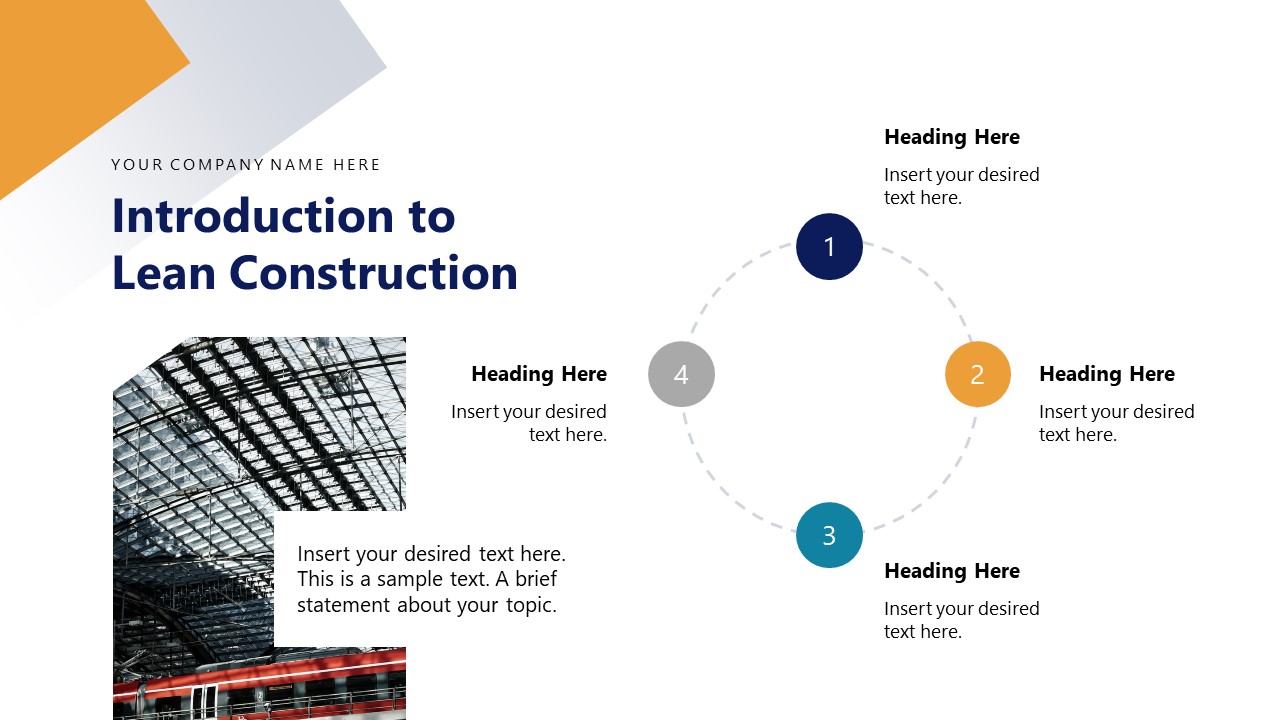 YOUR COMPANY NAME HERE
Introduction to
Lean Construction
Insert your desired text here.
This is a sample text. A brief
statement about your topic.
1
Heading Here
Insert your desired
text here.
2
Heading Here
Insert your desired
text here.
3
Heading Here
Insert your desired
text here.
4
Heading Here
Insert your desired
text here.